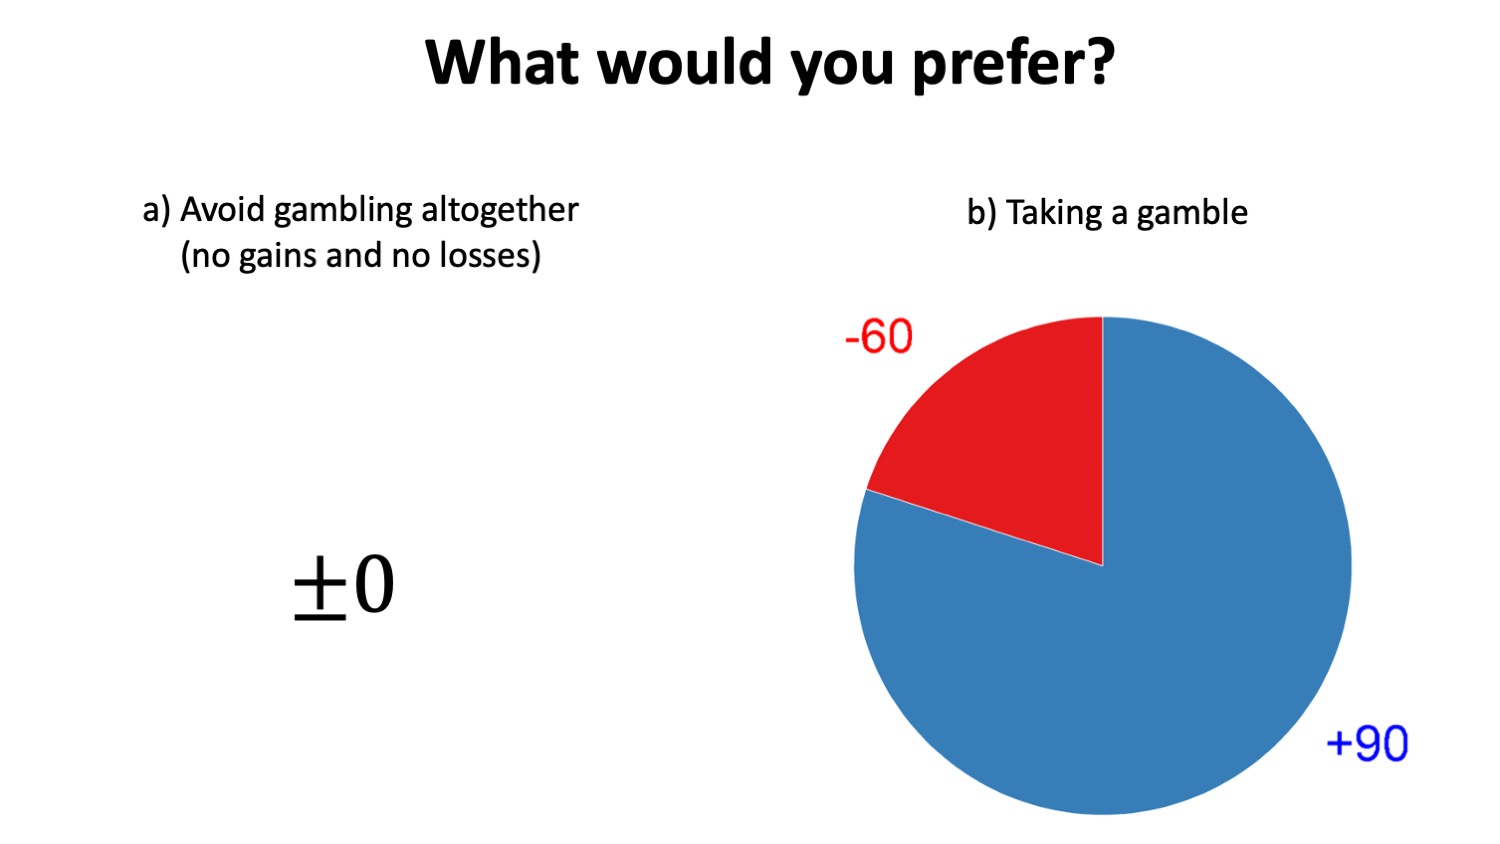 What would you prefer?
a) Avoid gambling altogether
(no gains and no losses)
b) Taking a gamble
-60
±0
+90